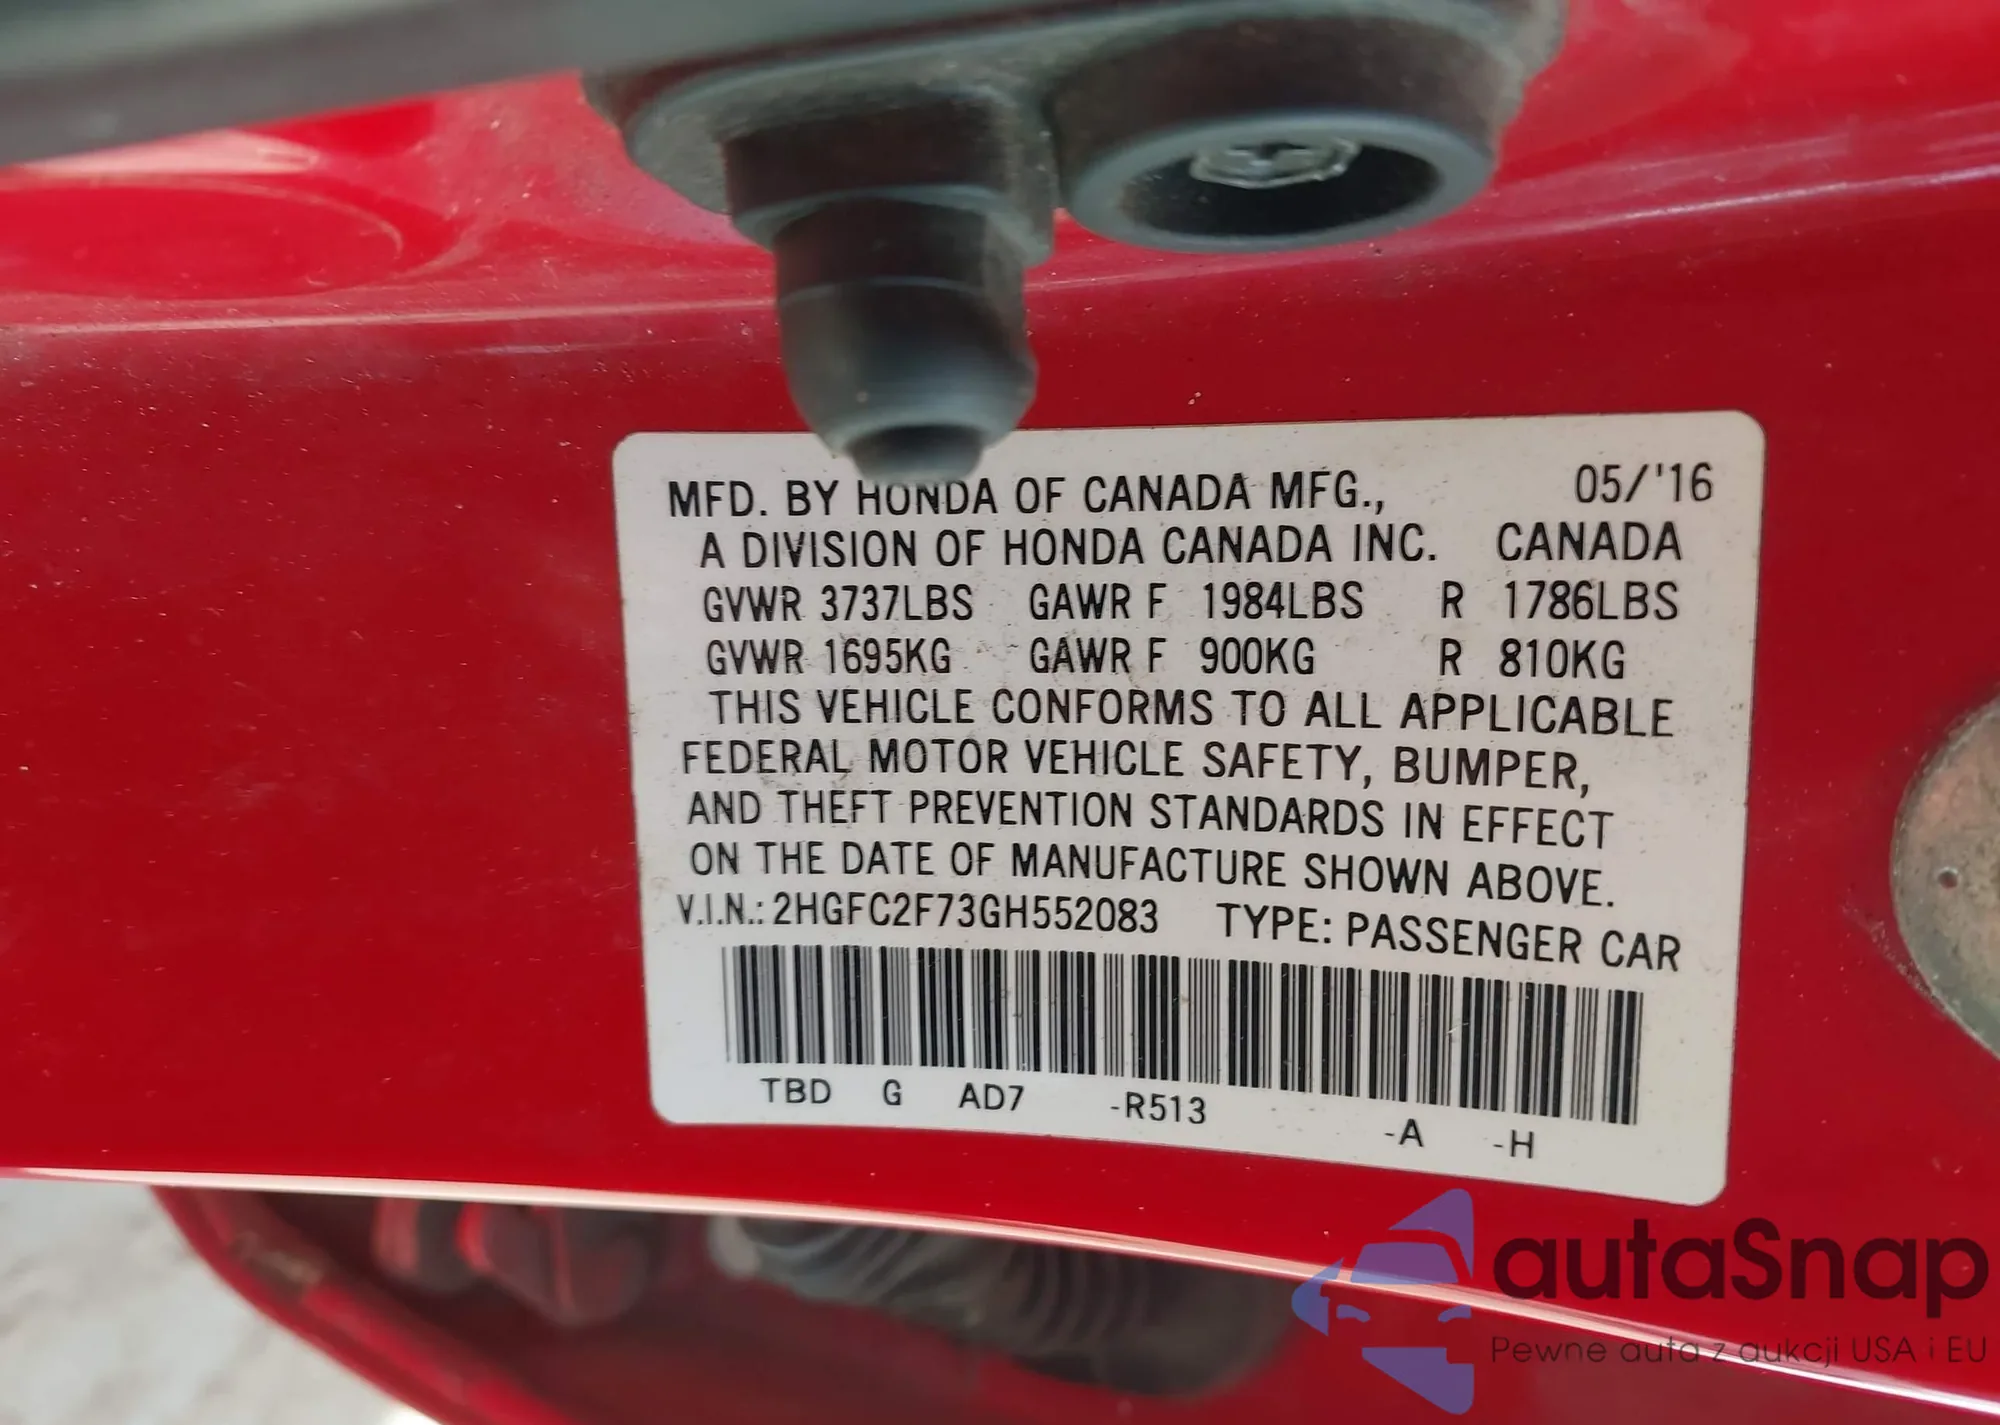 MFD. BY HONDA OF CANADA MFG., 05/'16
A DIVISION OF HONDA CANADA INC. CANADA
GVWR 3737LBS GAWR F 1984LBS R 1786LBS
GVWR 1695KG GAWR F 900KG R 810KG
THIS VEHICLE CONFORMS TO ALL APPLICABLE
FEDERAL MOTOR VEHICLE SAFETY, BUMPER,
AND THEFT PREVENTION STANDARDS IN EFFECT
ON THE DATE OF MANUFACTURE SHOWN ABOVE.
V.I.N.: 2HGFC2F73GH552083 TYPE: PASSENGER CAR
TBD G AD7 -R513 -A -H
autaSnap
Pewne auta z aukcji USA i EU